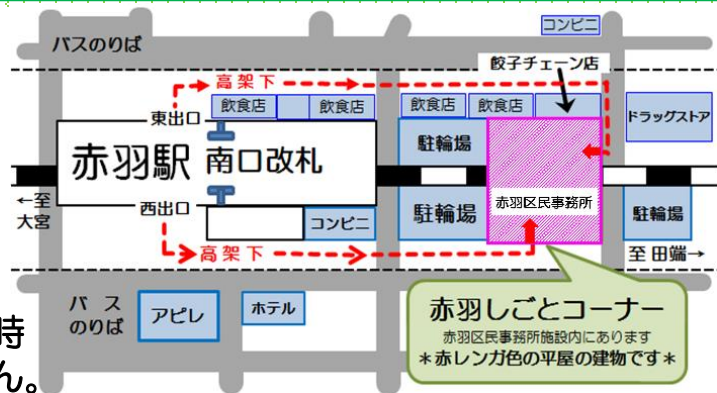 コンビニ
バスのりば
餃子チェーン店
高架下
飲食店
飲食店
飲食店
飲食店
ドラッグストア
東出口
駐輪場
赤羽駅 南口改札
←至
大宮
西出口
コンビニ
駐輪場
赤羽区民事務所
駐輪場
高架下
至 田端→
バス
のりば
アピレ
ホテル
赤羽しごとコーナー
赤羽区民事務所施設内にあります
＊赤レンガ色の平屋の建物です＊
時
ん。